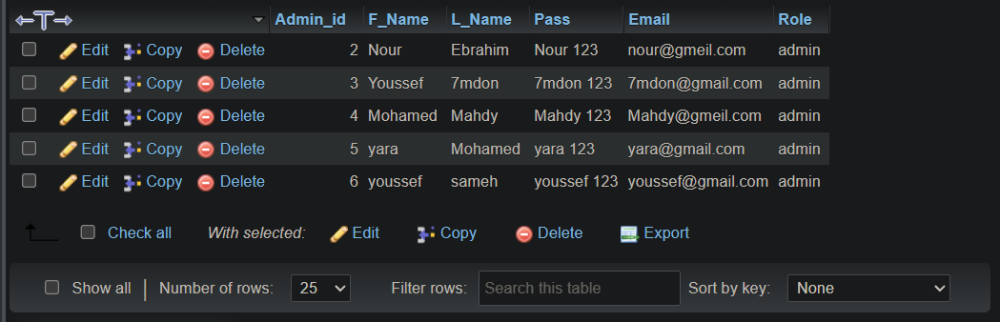 Admin_id F_Name L_Name Pass Email Role
Edit Copy Delete 2 Nour Ebrahim Nour 123 nour@gmeil.com admin
Edit Copy Delete 3 Youssef 7mdon 7mdon 123 7mdon@gmail.com admin
Edit Copy Delete 4 Mohamed Mahdy Mahdy 123 Mahdy@gmeil.com admin
Edit Copy Delete 5 yara Mohamed yara 123 yara@gmail.com admin
Edit Copy Delete 6 youssef sameh youssef 123 youssef@gmail.com admin
Check all With selected: Edit Copy Delete Export
Show all Number of rows: 25 Filter rows: Search this table Sort by key: None